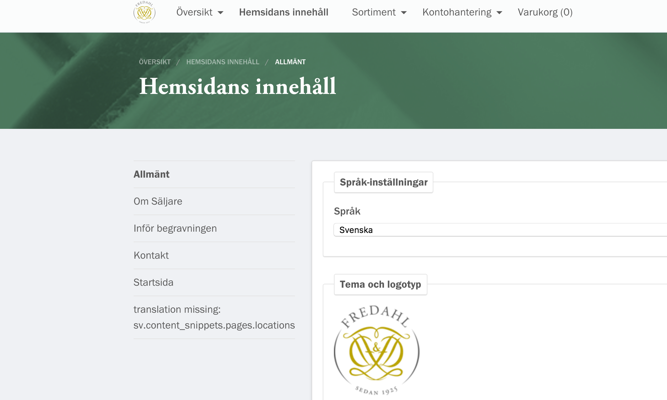 Översikt Hemsidans innehåll Sortiment Kontohantering Varukorg (0)
ÖVERSIKT / HEMSIDANS INNEHÅLL / ALLMÄNT
Hemsidans innehåll
Allmänt
Om Säljare
Inför begravningen
Kontakt
Startsida
translation missing:
sv.content_snippets.pages.locations
Språk-inställningar
Språk
Svenska
Tema och logotyp
FREDAHL
SEDAN 1921